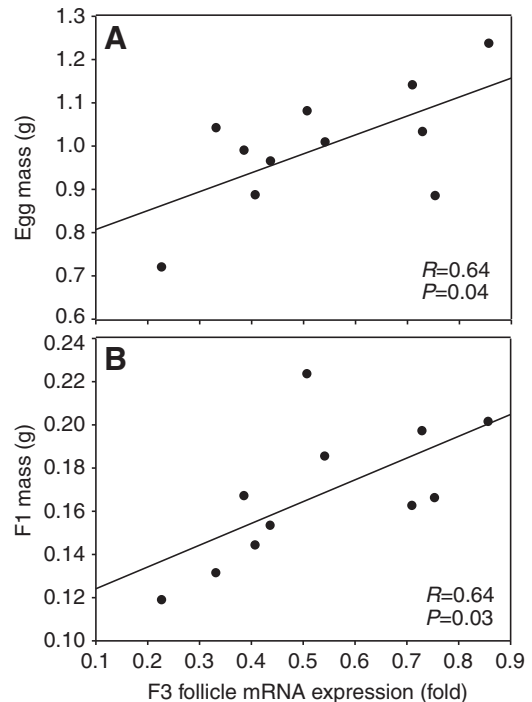 A
1.3
1.2
1.1
1.0
0.9
0.8
0.7
0.6
Egg mass (g)
R=0.64
P=0.04
B
0.24
0.22
0.20
0.18
0.16
0.14
0.12
0.10
F1 mass (g)
R=0.64
P=0.03
0.1 0.2 0.3 0.4 0.5 0.6 0.7 0.8 0.9
F3 follicle mRNA expression (fold)